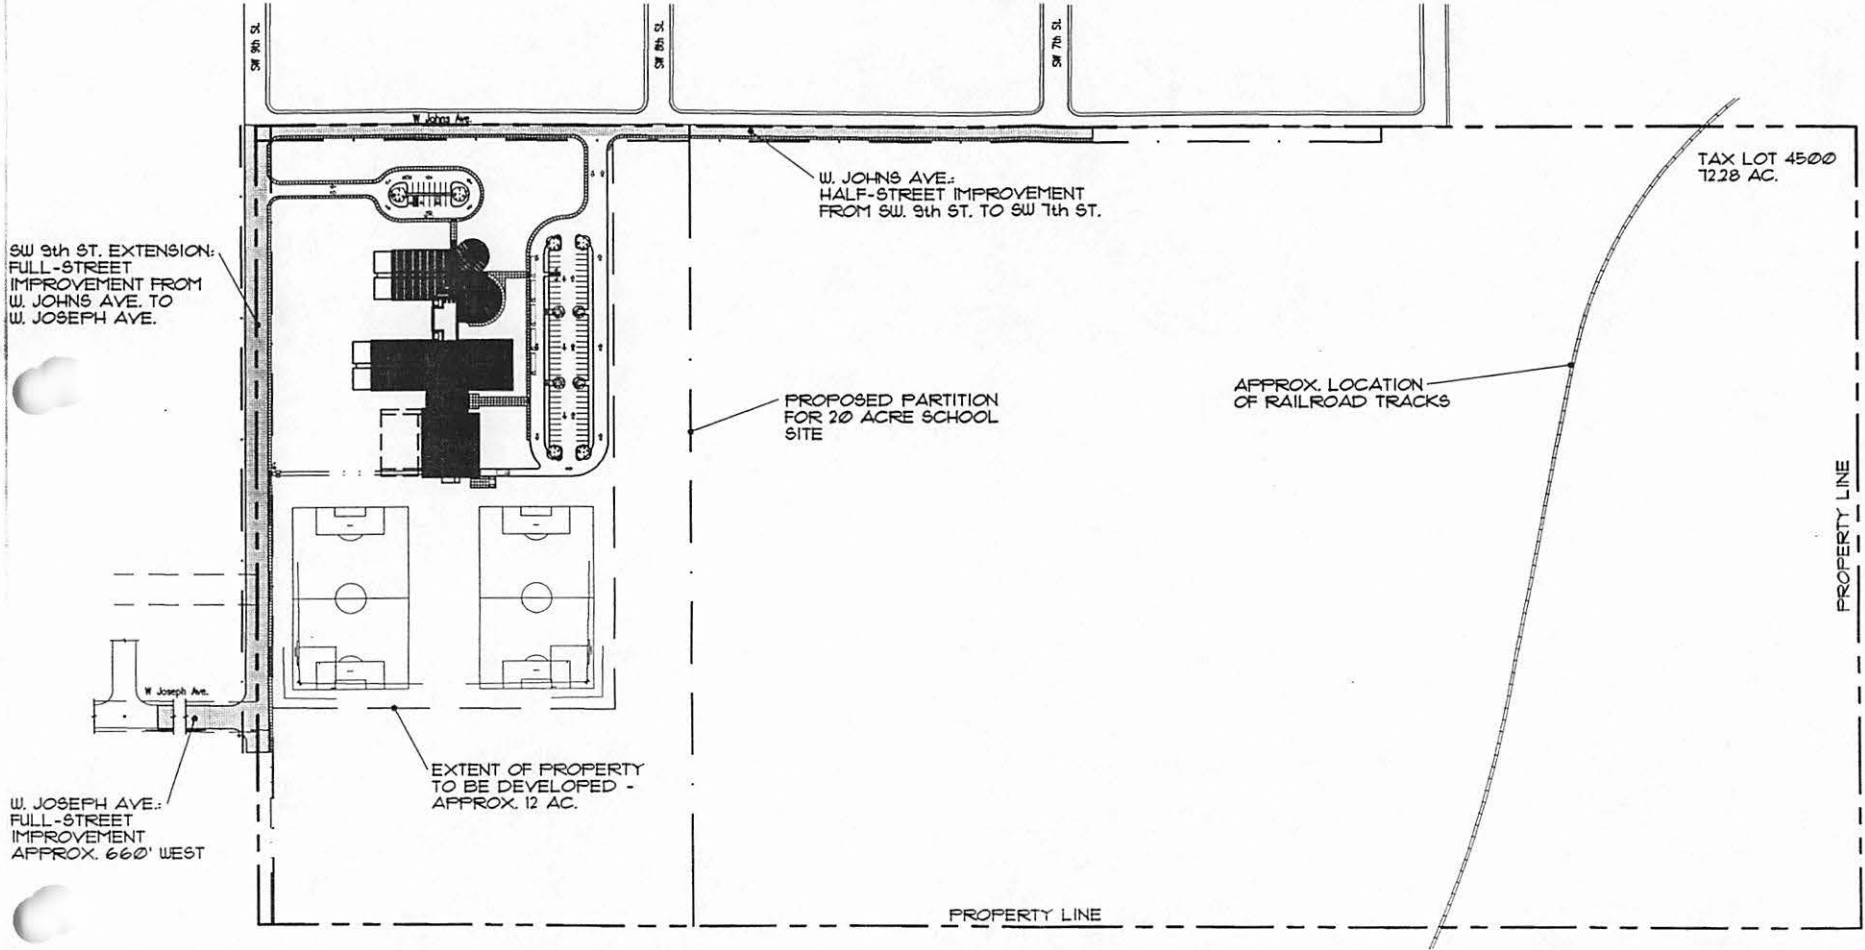 SW 9th St.
SW 8th St.
SW 7th St.
W Johns Ave.
TAX LOT 4500
72.28 AC.
W. JOHNS AVE.:
HALF-STREET IMPROVEMENT
FROM SW. 9th ST. TO SW 7th ST.
SW 9th ST. EXTENSION:
FULL-STREET
IMPROVEMENT FROM
W. JOHNS AVE. TO
W. JOSEPH AVE.
PROPOSED PARTITION
FOR 20 ACRE SCHOOL
SITE
APPROX. LOCATION
OF RAILROAD TRACKS
PROPERTY LINE
W Joseph Ave.
EXTENT OF PROPERTY
TO BE DEVELOPED -
APPROX. 12 AC.
W. JOSEPH AVE.:
FULL-STREET
IMPROVEMENT
APPROX. 660' WEST
PROPERTY LINE